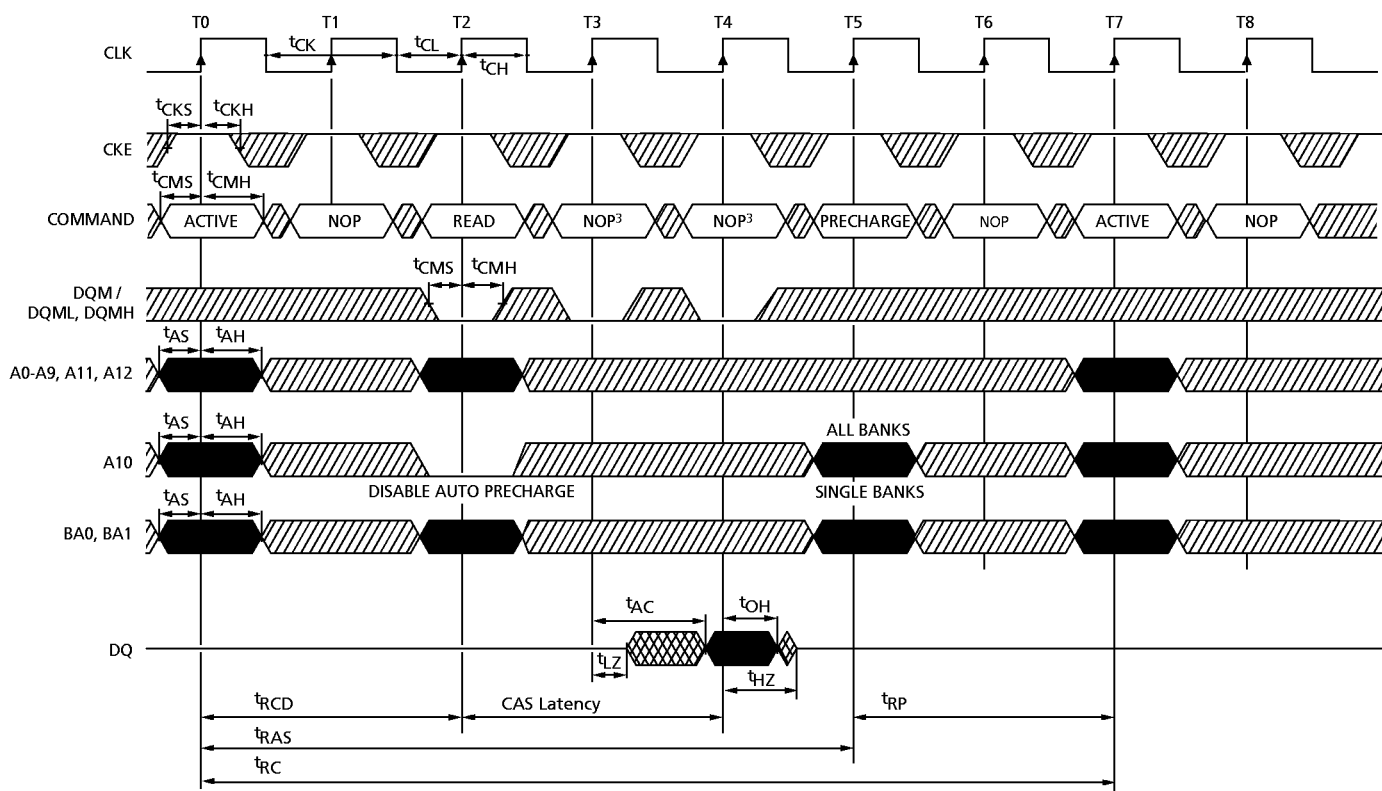 T0 T1 T2 T3 T4 T5 T6 T7 T8
CLK
tCK tCL
tCH
tCKS tCKH
CKE
tCMS tCMH
COMMAND ACTIVE NOP READ NOP3 NOP3 PRECHARGE NOP ACTIVE NOP
tCMS tCMH
DQM /
DQML, DQMH
tAS tAH
A0-A9, A11, A12
tAS tAH
ALL BANKS
A10
DISABLE AUTO PRECHARGE SINGLE BANKS
tAS tAH
BA0, BA1
tAC tOH
DQ
tLZ
tHZ
tRCD CAS Latency tRP
tRAS
tRC